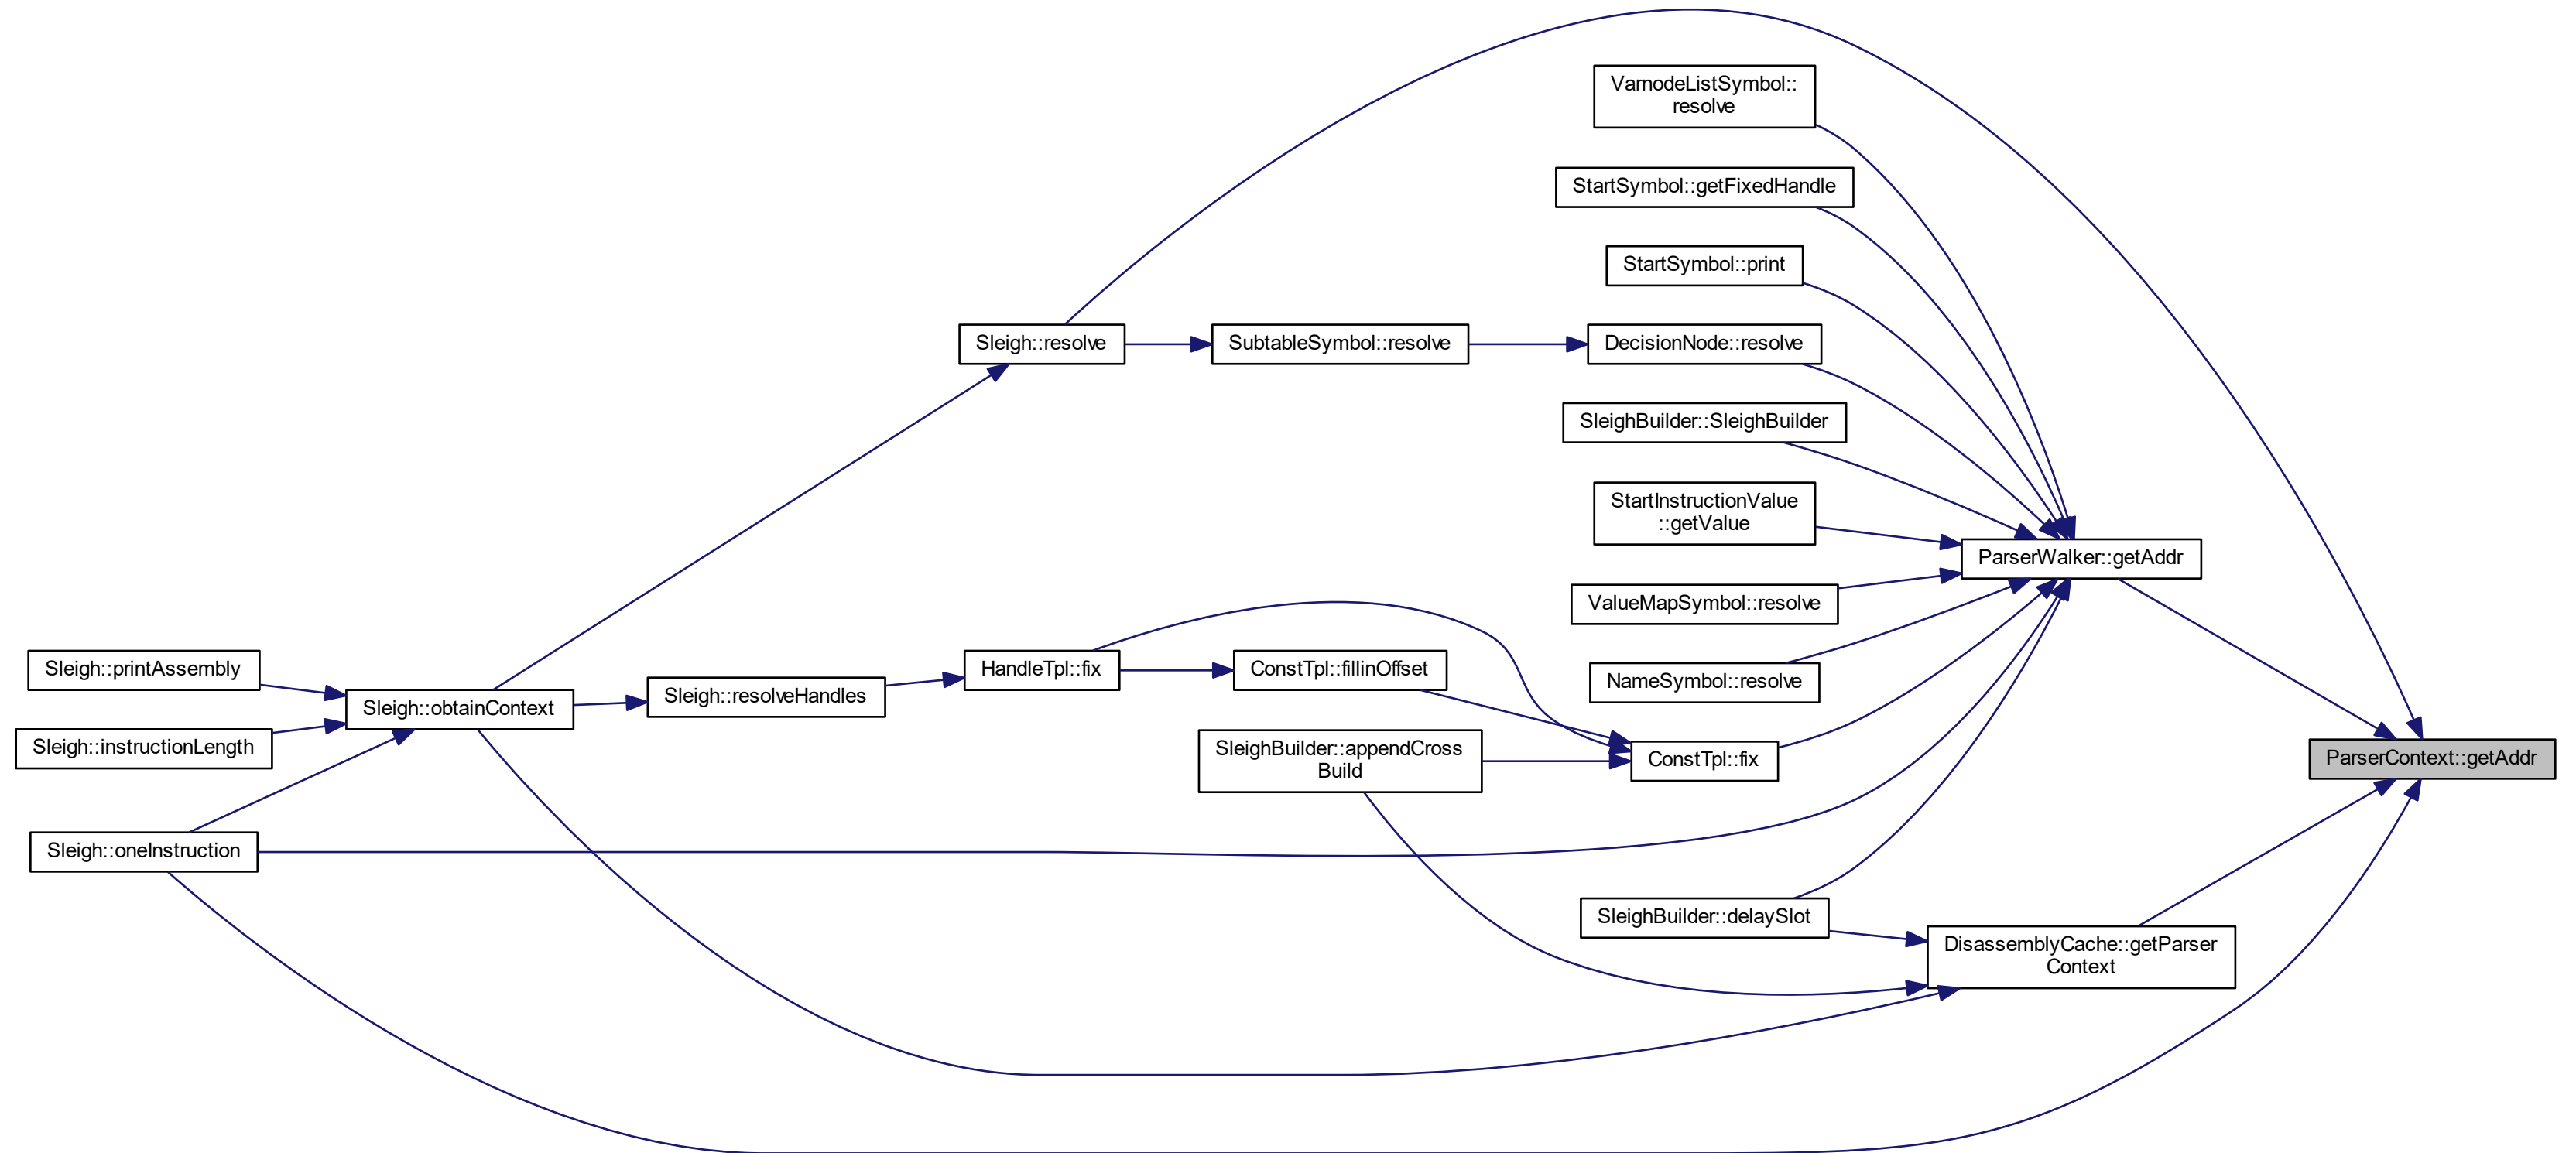 VarnodeListSymbol::
resolve
StartSymbol::getFixedHandle
StartSymbol::print
Sleigh::resolve
SubtableSymbol::resolve
DecisionNode::resolve
SleighBuilder::SleighBuilder
StartInstructionValue
::getValue
ParserWalker::getAddr
ValueMapSymbol::resolve
Sleigh::printAssembly
HandleTpl::fix
ConstTpl::fillinOffset
NameSymbol::resolve
Sleigh::obtainContext
Sleigh::resolveHandles
Sleigh::instructionLength
SleighBuilder::appendCross
Build
ConstTpl::fix
ParserContext::getAddr
Sleigh::oneInstruction
SleighBuilder::delaySlot
DisassemblyCache::getParser
Context